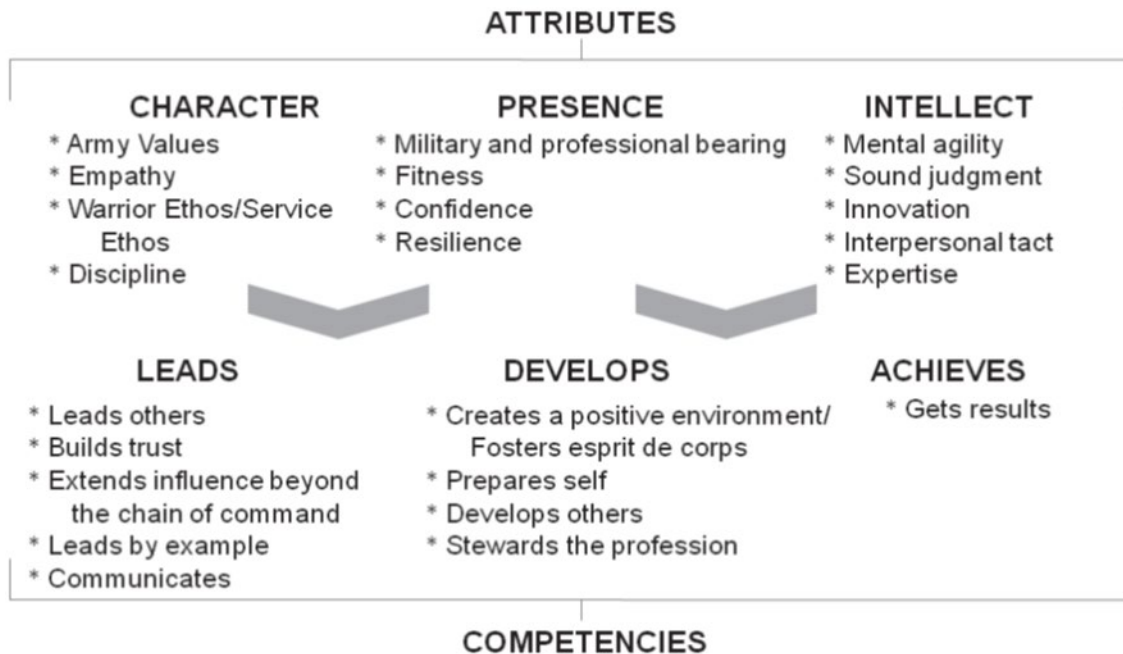 ATTRIBUTES
CHARACTER
* Army Values
* Empathy
* Warrior Ethos/Service
Ethos
* Discipline
PRESENCE
* Military and professional bearing
* Fitness
* Confidence
* Resilience
INTELLECT
* Mental agility
* Sound judgment
* Innovation
* Interpersonal tact
* Expertise
LEADS
* Leads others
* Builds trust
* Extends influence beyond
the chain of command
* Leads by example
* Communicates
DEVELOPS
* Creates a positive environment/
Fosters esprit de corps
* Prepares self
* Develops others
* Stewards the profession
ACHIEVES
* Gets results
COMPETENCIES